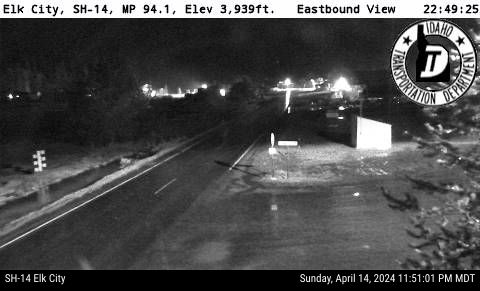 Elk City, SH-14, MP 94.1, Elev 3,939ft. Eastbound View 22:49:25
IDAHO
TRANSPORTATION DEPARTMENT
SH-14 Elk City Sunday, April 14, 2024 11:51:01 PM MDT